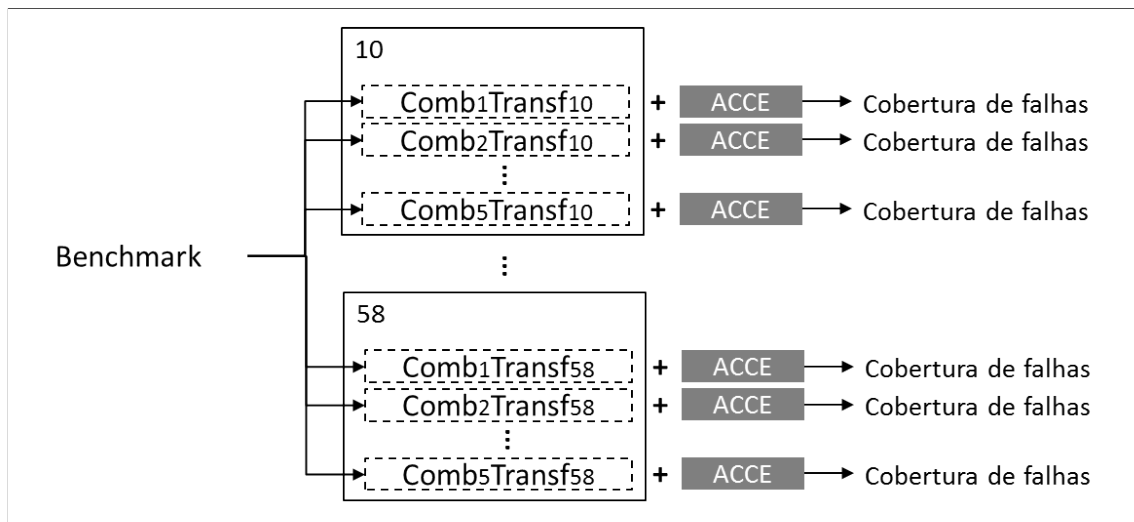 10
Comb1Transf10 + ACCE Cobertura de falhas
Comb2Transf10 + ACCE Cobertura de falhas
...
Comb5Transf10 + ACCE Cobertura de falhas
Benchmark
...
58
Comb1Transf58 + ACCE Cobertura de falhas
Comb2Transf58 + ACCE Cobertura de falhas
...
Comb5Transf58 + ACCE Cobertura de falhas